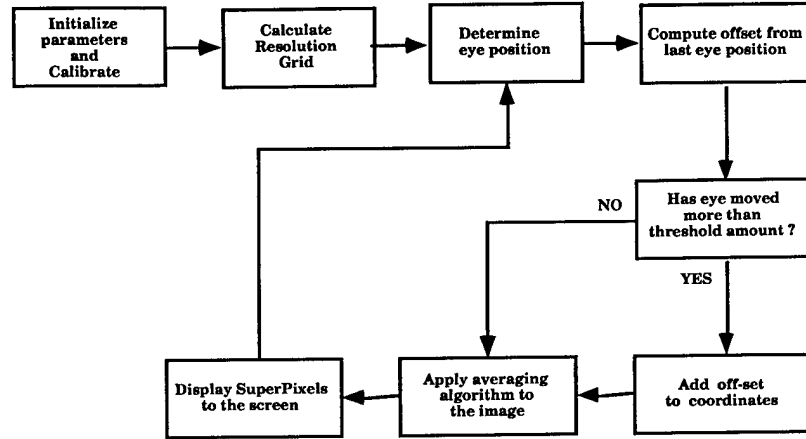 Initialize
parameters
and
Calibrate
Calculate
Resolution
Grid
Determine
eye position
Compute offset from
last eye position
Has eye moved
more than
threshold amount ?
NO
YES
Add off-set
to coordinates
Apply averaging
algorithm to
the image
Display SuperPixels
to the screen